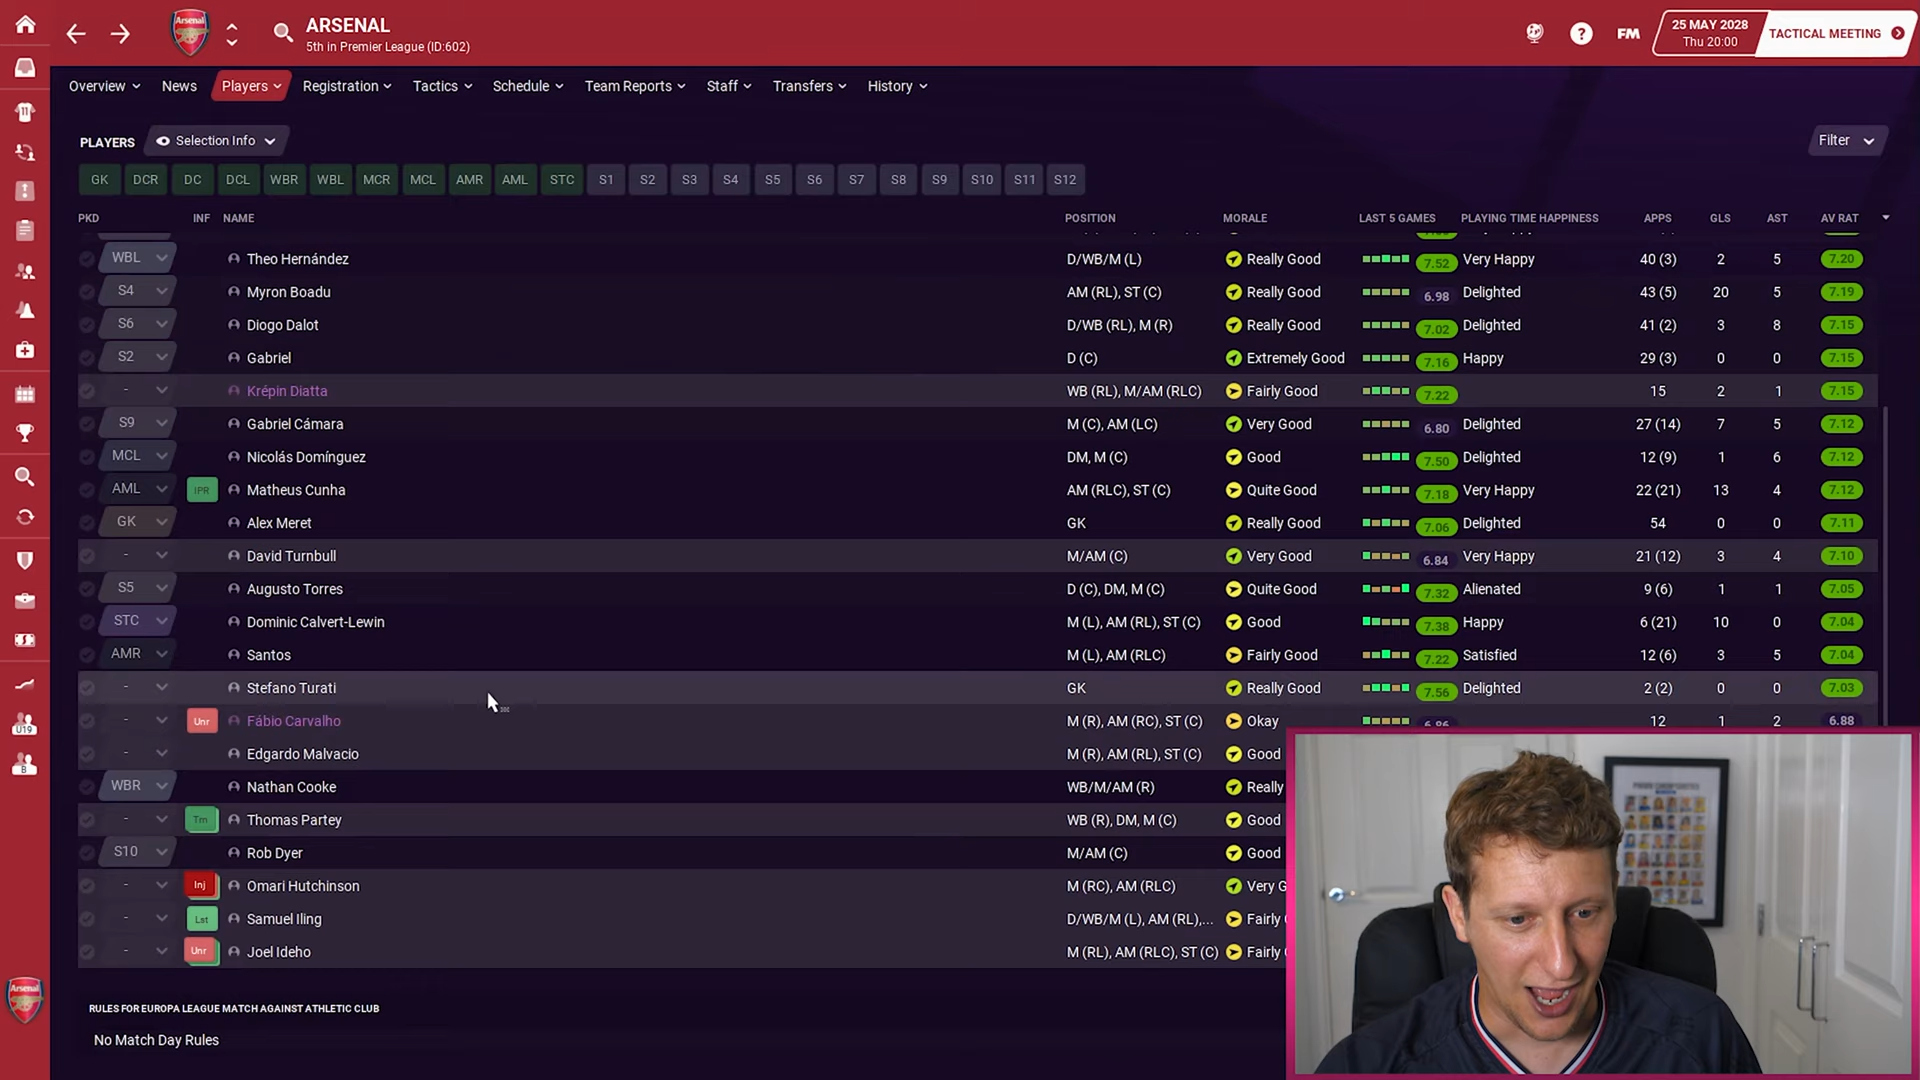 ARSENAL
5th in Premier League (ID:602)
FM
25 MAY 2028
Thu 20:00
TACTICAL MEETING
Overview News Players Registration Tactics Schedule Team Reports Staff Transfers History
PLAYERS Selection Info Filter
GK DCR DC DCL WBR WBL MCR MCL AMR AML STC S1 S2 S3 S4 S5 S6 S7 S8 S9 S10 S11 S12
PKD INF NAME POSITION MORALE LAST 5 GAMES PLAYING TIME HAPPINESS APPS GLS AST AV RAT
WBL Theo Hernández D/WB/M (L) Really Good 7.52 Very Happy 40 (3) 2 5 7.20
S4 Myron Boadu AM (RL), ST (C) Really Good 6.98 Delighted 43 (5) 20 5 7.19
S6 Diogo Dalot D/WB (RL), M (R) Really Good 7.02 Delighted 41 (2) 3 8 7.15
S2 Gabriel D (C) Extremely Good 7.16 Happy 29 (3) 0 0 7.15
- Krépin Diatta WB (RL), M/AM (RLC) Fairly Good 7.22 15 2 1 7.15
S9 Gabriel Cámara M (C), AM (LC) Very Good 6.80 Delighted 27 (14) 7 5 7.12
MCL Nicolás Domínguez DM, M (C) Good 7.50 Delighted 12 (9) 1 6 7.12
AML IPR Matheus Cunha AM (RLC), ST (C) Quite Good 7.18 Very Happy 22 (21) 13 4 7.12
GK Alex Meret GK Really Good 7.06 Delighted 54 0 0 7.11
- David Turnbull M/AM (C) Very Good 6.84 Very Happy 21 (12) 3 4 7.10
S5 Augusto Torres D (C), DM, M (C) Quite Good 7.32 Alienated 9 (6) 1 1 7.05
STC Dominic Calvert-Lewin M (L), AM (RL), ST (C) Good 7.38 Happy 6 (21) 10 0 7.04
AMR Santos M (L), AM (RLC) Fairly Good 7.22 Satisfied 12 (6) 3 5 7.04
- Stefano Turati GK Really Good 7.56 Delighted 2 (2) 0 0 7.03
- Unr Fábio Carvalho M (R), AM (RC), ST (C) Okay 6.86 12 1 2 6.88
- Edgardo Malvacio M (R), AM (RL), ST (C) Good
WBR Nathan Cooke WB/M/AM (R) Really
- Trn Thomas Partey WB (R), DM, M (C) Good
S10 Rob Dyer M/AM (C) Good
- Inj Omari Hutchinson M (RC), AM (RLC) Very G
- Lst Samuel Iling D/WB/M (L), AM (RL),... Fairly
- Unr Joel Ideho M (RL), AM (RLC), ST (C) Fairly
RULES FOR EUROPA LEAGUE MATCH AGAINST ATHLETIC CLUB
No Match Day Rules
U19
B